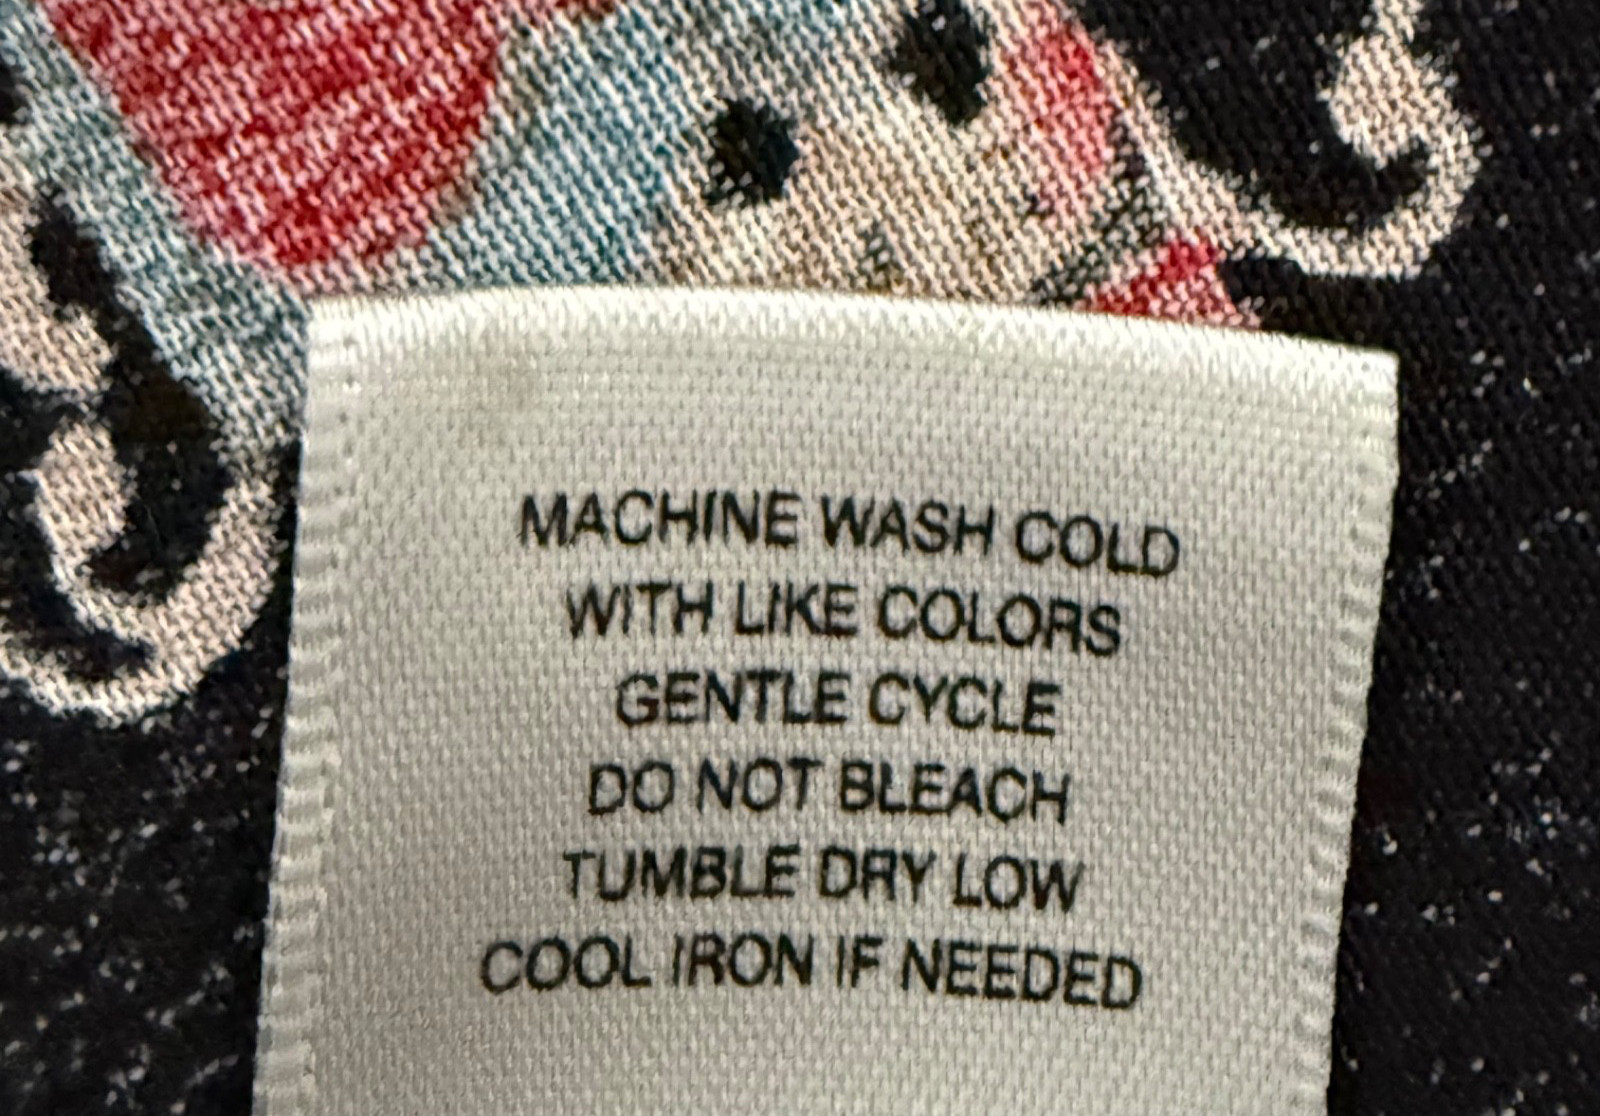 MACHINE WASH COLD
WITH LIKE COLORS
GENTLE CYCLE
DO NOT BLEACH
TUMBLE DRY LOW
COOL IRON IF NEEDED